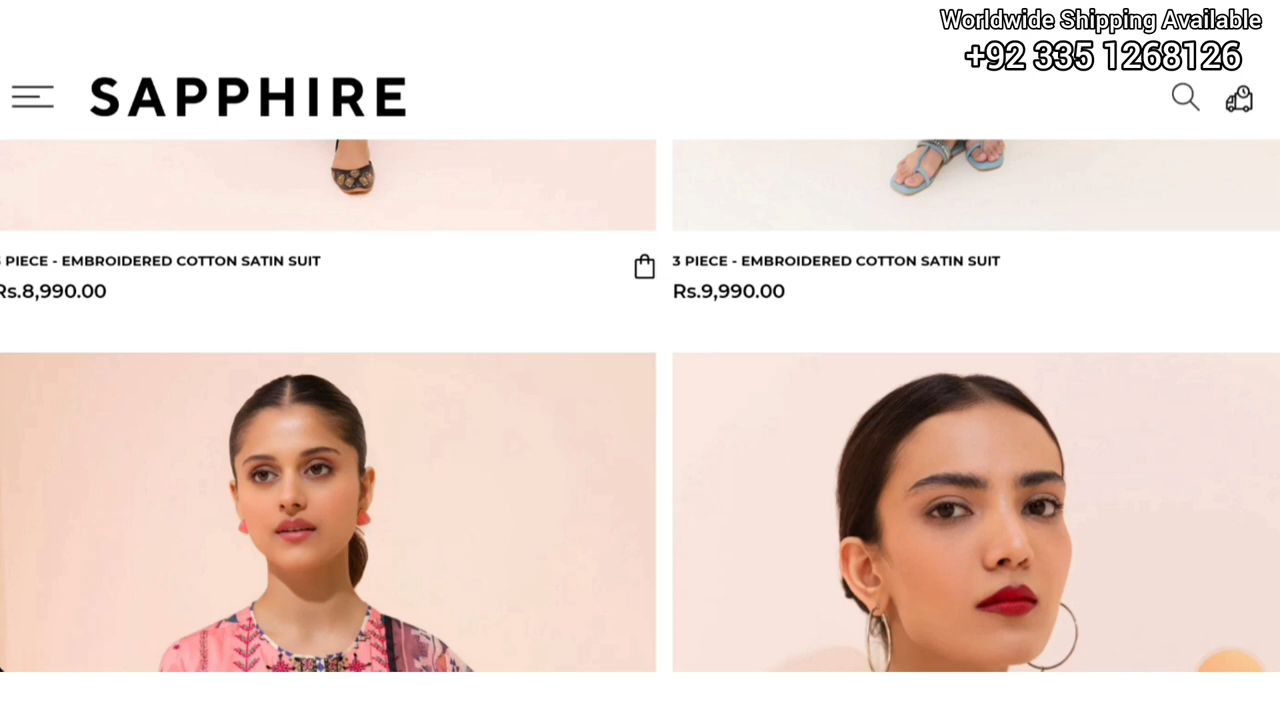 Worldwide Shipping Available
+92 335 1268126
SAPPHIRE
PIECE - EMBROIDERED COTTON SATIN SUIT
Rs.8,990.00
3 PIECE - EMBROIDERED COTTON SATIN SUIT
Rs.9,990.00